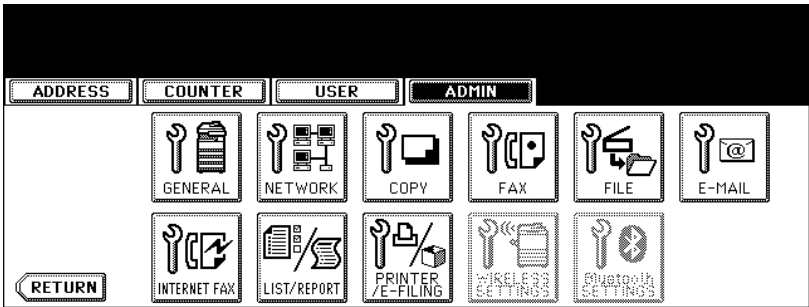 ADDRESS COUNTER USER ADMIN
GENERAL NETWORK COPY FAX FILE E-MAIL
INTERNET FAX LIST/REPORT PRINTER
/E-FILING WIRELESS
SETTINGS Bluetooth
SETTINGS
RETURN